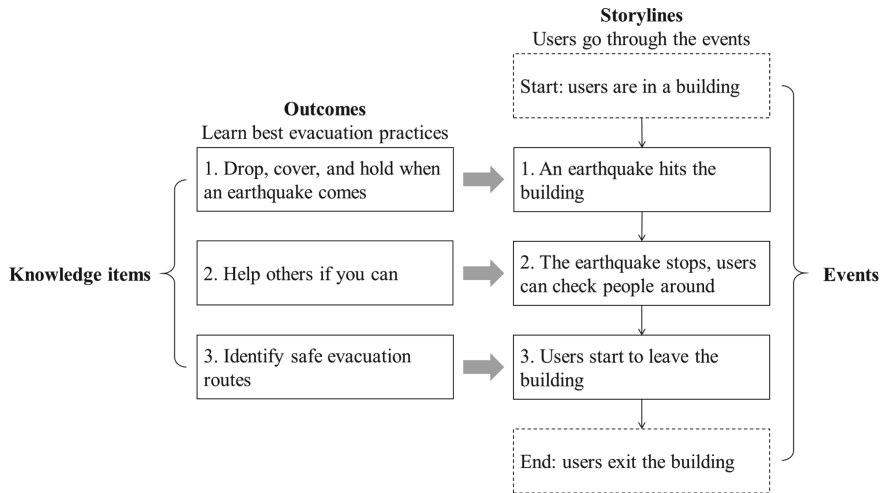 Storylines
Users go through the events
Start: users are in a building
Outcomes
Learn best evacuation practices
1. Drop, cover, and hold when
an earthquake comes
1. An earthquake hits the
building
Knowledge items
2. Help others if you can
2. The earthquake stops, users
can check people around
Events
3. Identify safe evacuation
routes
3. Users start to leave the
building
End: users exit the building